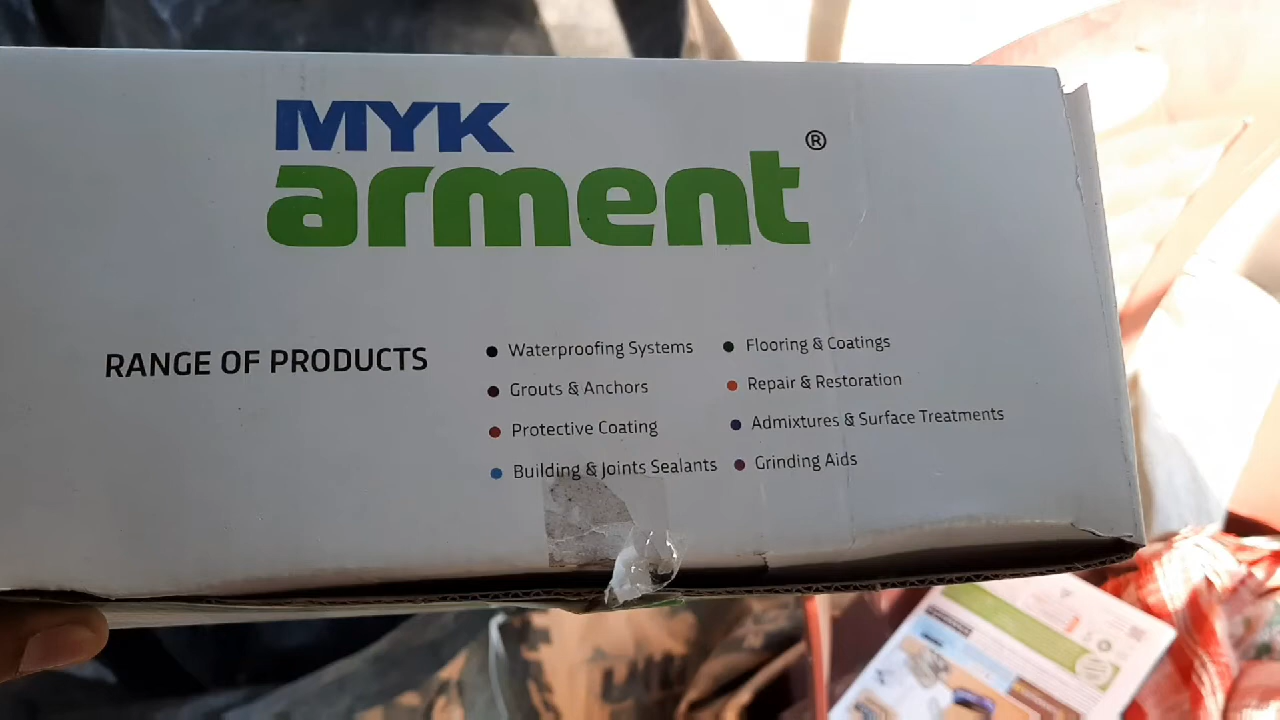 MYK
arment®
RANGE OF PRODUCTS
Waterproofing Systems
Grouts & Anchors
Protective Coating
Building & Joints Sealants
Flooring & Coatings
Repair & Restoration
Admixtures & Surface Treatments
Grinding Aids